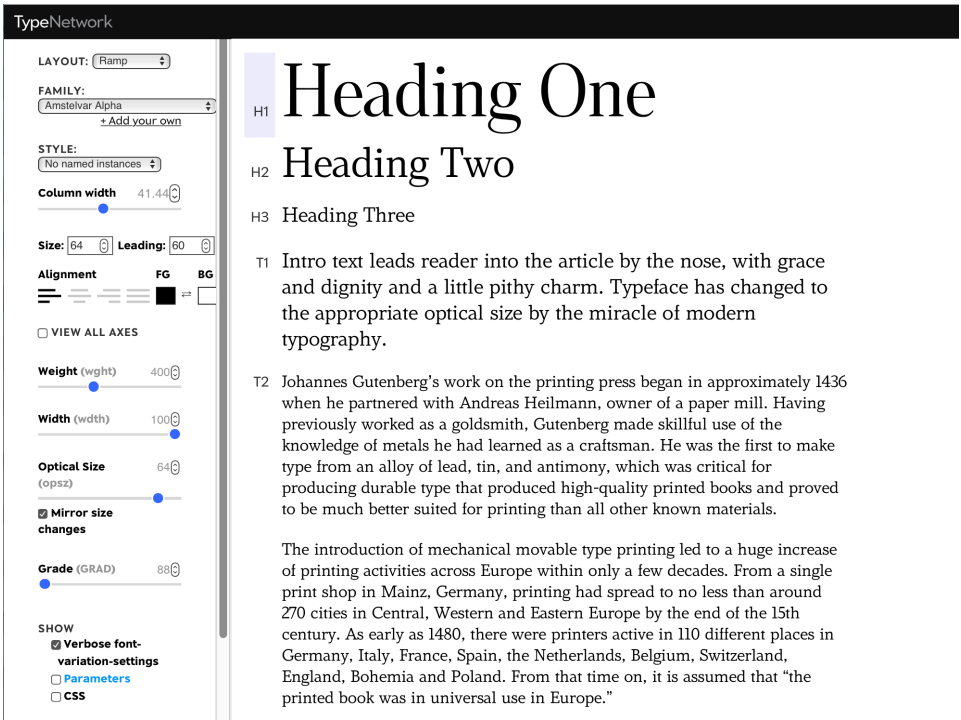 TypeNetwork
LAYOUT: Ramp
FAMILY:
Amstelvar Alpha
+ Add your own
STYLE:
No named instances
Column width 41.44
Size: 64 Leading: 60
Alignment FG BG
VIEW ALL AXES
Weight (wght) 400
Width (wdth) 100
Optical Size 64
(opsz)
Mirror size
changes
Grade (GRAD) 88
SHOW
Verbose font-
variation-settings
Parameters
CSS
H1 Heading One
H2 Heading Two
H3 Heading Three
T1 Intro text leads reader into the article by the nose, with grace
and dignity and a little pithy charm. Typeface has changed to
the appropriate optical size by the miracle of modern
typography.
T2 Johannes Gutenberg’s work on the printing press began in approximately 1436
when he partnered with Andreas Heilmann, owner of a paper mill. Having
previously worked as a goldsmith, Gutenberg made skillful use of the
knowledge of metals he had learned as a craftsman. He was the first to make
type from an alloy of lead, tin, and antimony, which was critical for
producing durable type that produced high-quality printed books and proved
to be much better suited for printing than all other known materials.
The introduction of mechanical movable type printing led to a huge increase
of printing activities across Europe within only a few decades. From a single
print shop in Mainz, Germany, printing had spread to no less than around
270 cities in Central, Western and Eastern Europe by the end of the 15th
century. As early as 1480, there were printers active in 110 different places in
Germany, Italy, France, Spain, the Netherlands, Belgium, Switzerland,
England, Bohemia and Poland. From that time on, it is assumed that “the
printed book was in universal use in Europe.”